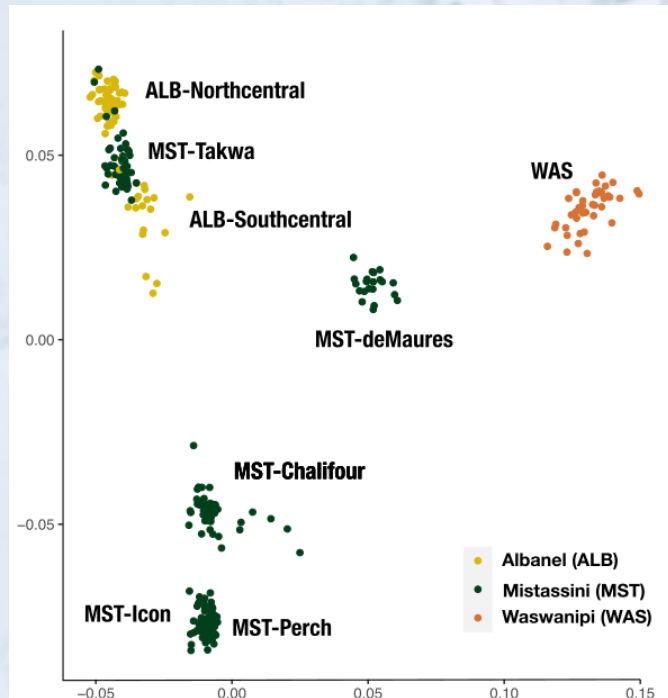 ALB-Northcentral
MST-Takwa
0.05
WAS
ALB-Southcentral
0.00
MST-deMaures
MST-Chalifour
−0.05
Albanel (ALB)
Mistassini (MST)
MST-Icon
MST-Perch
Waswanipi (WAS)
−0.05
0.00
0.05
0.10
0.15